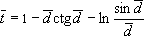 t̄ = 1 − d̄ ctg d̄ − ln (sin d̄ / d̄)